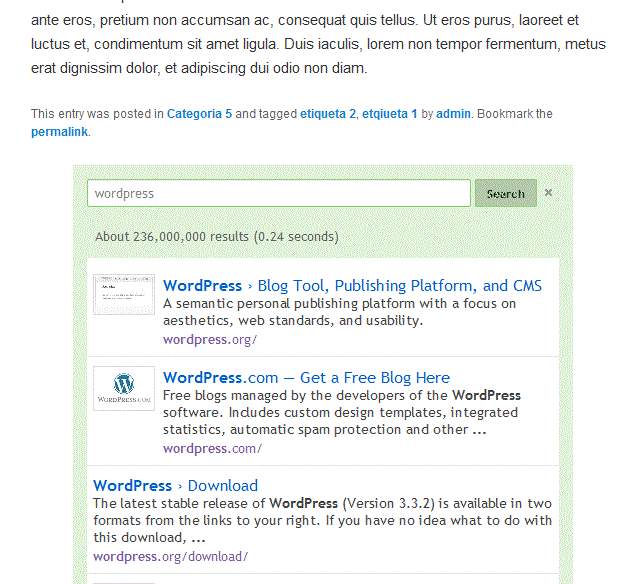 ante eros, pretium non accumsan ac, consequat quis tellus. Ut eros purus, laoreet et
luctus et, condimentum sit amet ligula. Duis iaculis, lorem non tempor fermentum, metus
erat dignissim dolor, et adipiscing dui odio non diam.
This entry was posted in Categoria 5 and tagged etiqueta 2, etqiueta 1 by admin. Bookmark the
permalink.
wordpress
Search ×
About 236,000,000 results (0.24 seconds)
WordPress › Blog Tool, Publishing Platform, and CMS
A semantic personal publishing platform with a focus on
aesthetics, web standards, and usability.
wordpress.org/
WORDPRESS.COM
WordPress.com — Get a Free Blog Here
Free blogs managed by the developers of the WordPress
software. Includes custom design templates, integrated
statistics, automatic spam protection and other ...
wordpress.com/
WordPress › Download
The latest stable release of WordPress (Version 3.3.2) is available in two
formats from the links to your right. If you have no idea what to do with
this download, ...
wordpress.org/download/